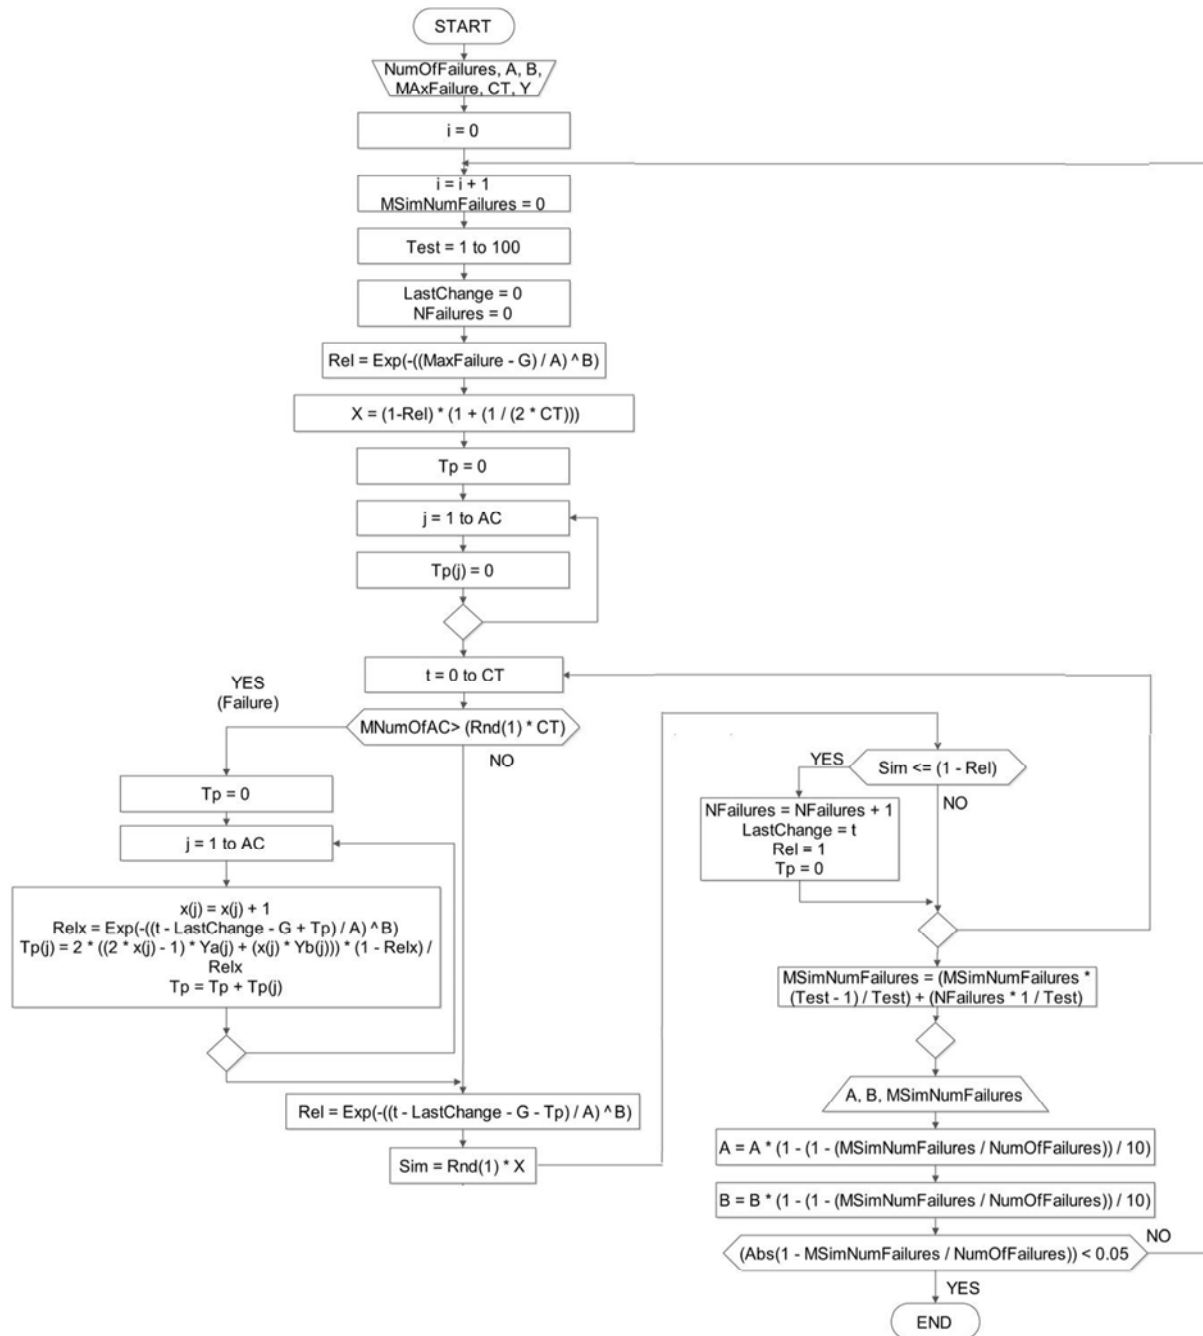 START
NumOfFailures, A, B,
MAxFailure, CT, Y
i = 0
i = i + 1
MSimNumFailures = 0
Test = 1 to 100
LastChange = 0
NFailures = 0
Rel = Exp(-((MaxFailure - G) / A) ^ B)
X = (1-Rel) * (1 + (1 / (2 * CT)))
Tp = 0
j = 1 to AC
Tp(j) = 0
t = 0 to CT
YES
(Failure)
MNumOfAC> (Rnd(1) * CT)
NO
Tp = 0
j = 1 to AC
x(j) = x(j) + 1
Relx = Exp(-((t - LastChange - G + Tp) / A) ^ B)
Tp(j) = 2 * ((2 * x(j) - 1) * Ya(j) + (x(j) * Yb(j))) * (1 - Relx) /
Relx
Tp = Tp + Tp(j)
Rel = Exp(-((t - LastChange - G - Tp) / A) ^ B)
Sim = Rnd(1) * X
Sim <= (1 - Rel)
YES
NO
NFailures = NFailures + 1
LastChange = t
Rel = 1
Tp = 0
MSimNumFailures = (MSimNumFailures *
(Test - 1) / Test) + (NFailures * 1 / Test)
A, B, MSimNumFailures
A = A * (1 - (1 - (MSimNumFailures / NumOfFailures)) / 10)
B = B * (1 - (1 - (MSimNumFailures / NumOfFailures)) / 10)
(Abs(1 - MSimNumFailures / NumOfFailures)) < 0.05
NO
YES
END